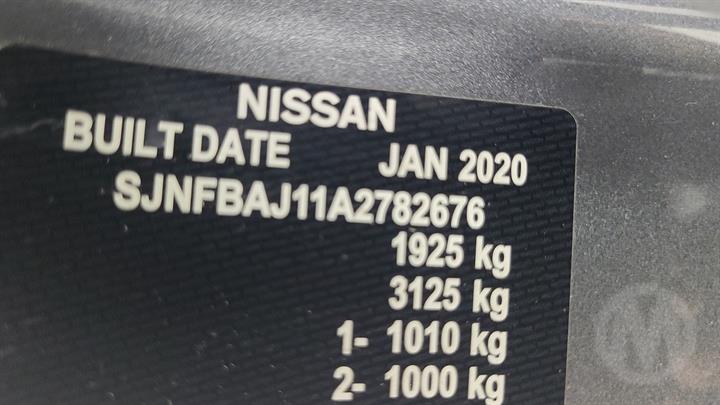 NISSAN
BUILT DATE JAN 2020
SJNFBAJ11A2782676
1925 kg
3125 kg
1- 1010 kg
2- 1000 kg